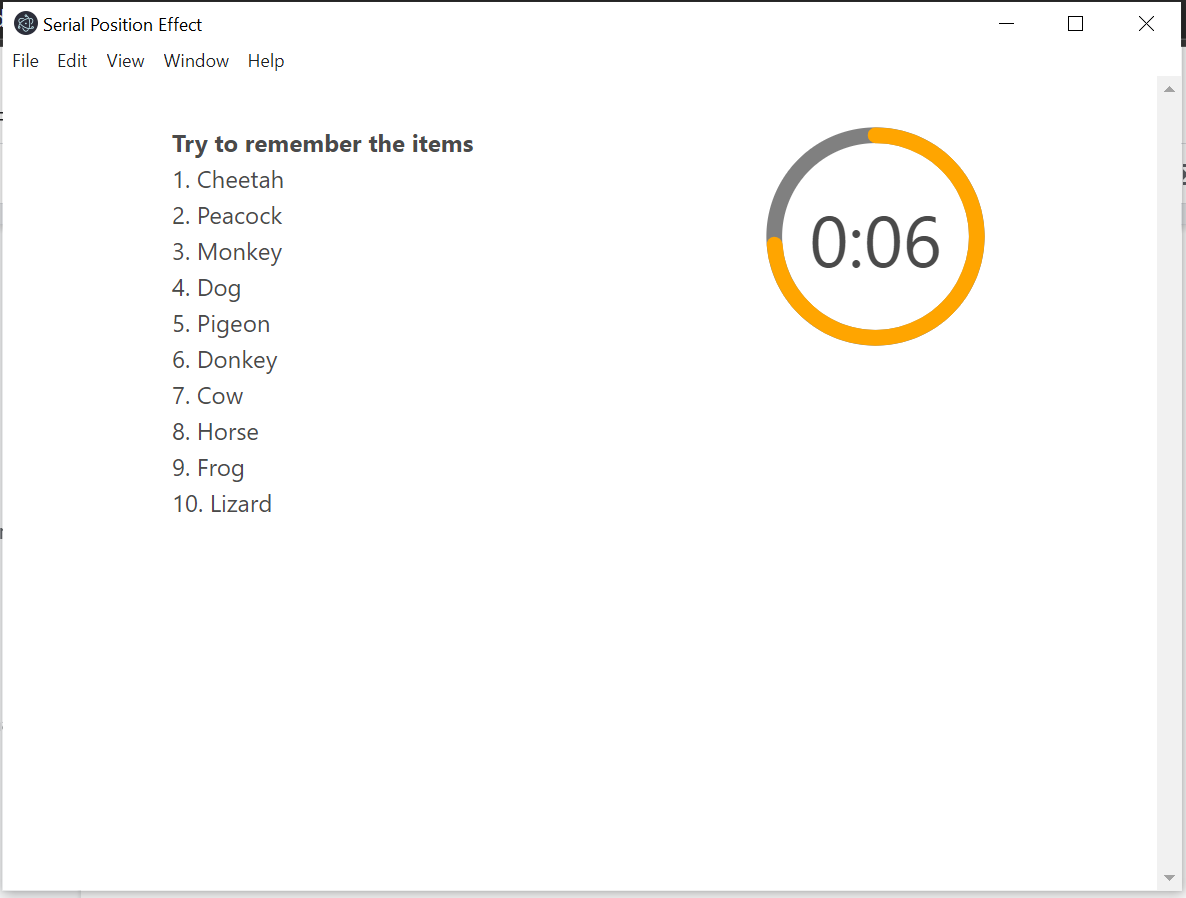 Serial Position Effect
File Edit View Window Help
Try to remember the items
1. Cheetah
2. Peacock
3. Monkey
4. Dog
5. Pigeon
6. Donkey
7. Cow
8. Horse
9. Frog
10. Lizard
0:06